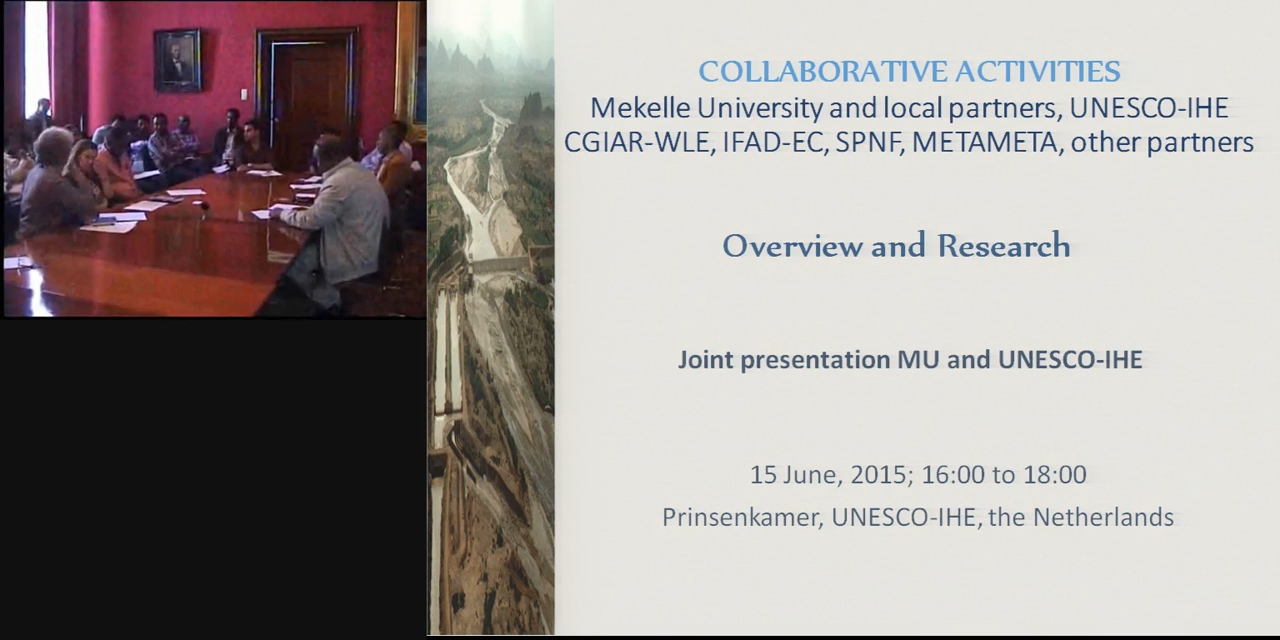 COLLABORATIVE ACTIVITIES
Mekelle University and local partners, UNESCO-IHE
CGIAR-WLE, IFAD-EC, SPNF, METAMETA, other partners
Overview and Research
Joint presentation MU and UNESCO-IHE
15 June, 2015; 16:00 to 18:00
Prinsenkamer, UNESCO-IHE, the Netherlands